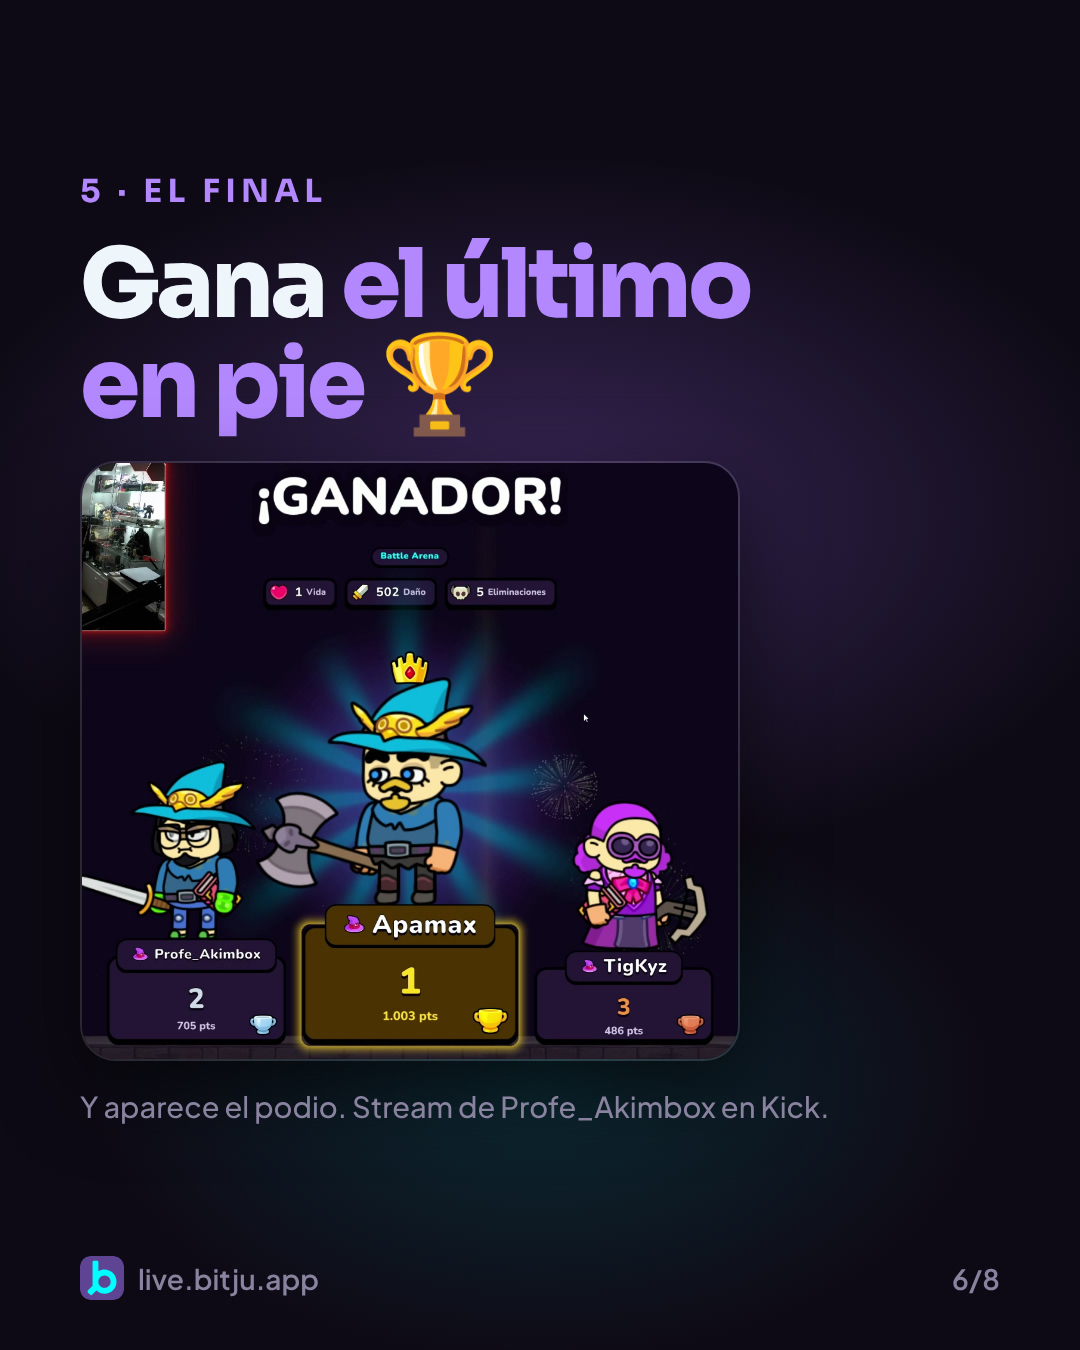 5 · EL FINAL
Gana el último
en pie 🏆
¡GANADOR!
Battle Arena
1 Vida
502 Daño
5 Eliminaciones
Profe_Akimbox
2
705 pts
Apamax
1
1.003 pts
TigKyz
3
486 pts
Y aparece el podio. Stream de Profe_Akimbox en Kick.
live.bitju.app
6/8